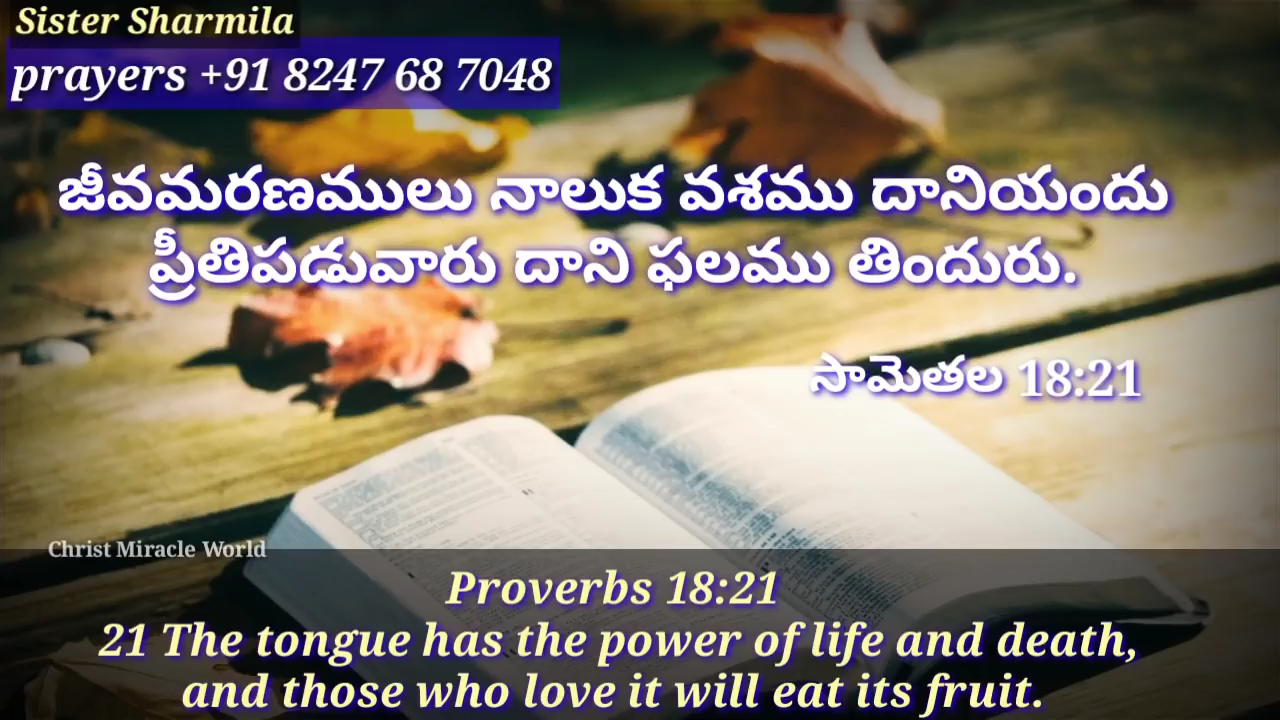 Sister Sharmila
prayers +91 8247 68 7048
జీవమరణములు నాలుక వశము దానియందు
ప్రీతిపడువారు దాని ఫలము తిందురు.
సామెతల 18:21
Christ Miracle World
Proverbs 18:21
21 The tongue has the power of life and death,
and those who love it will eat its fruit.